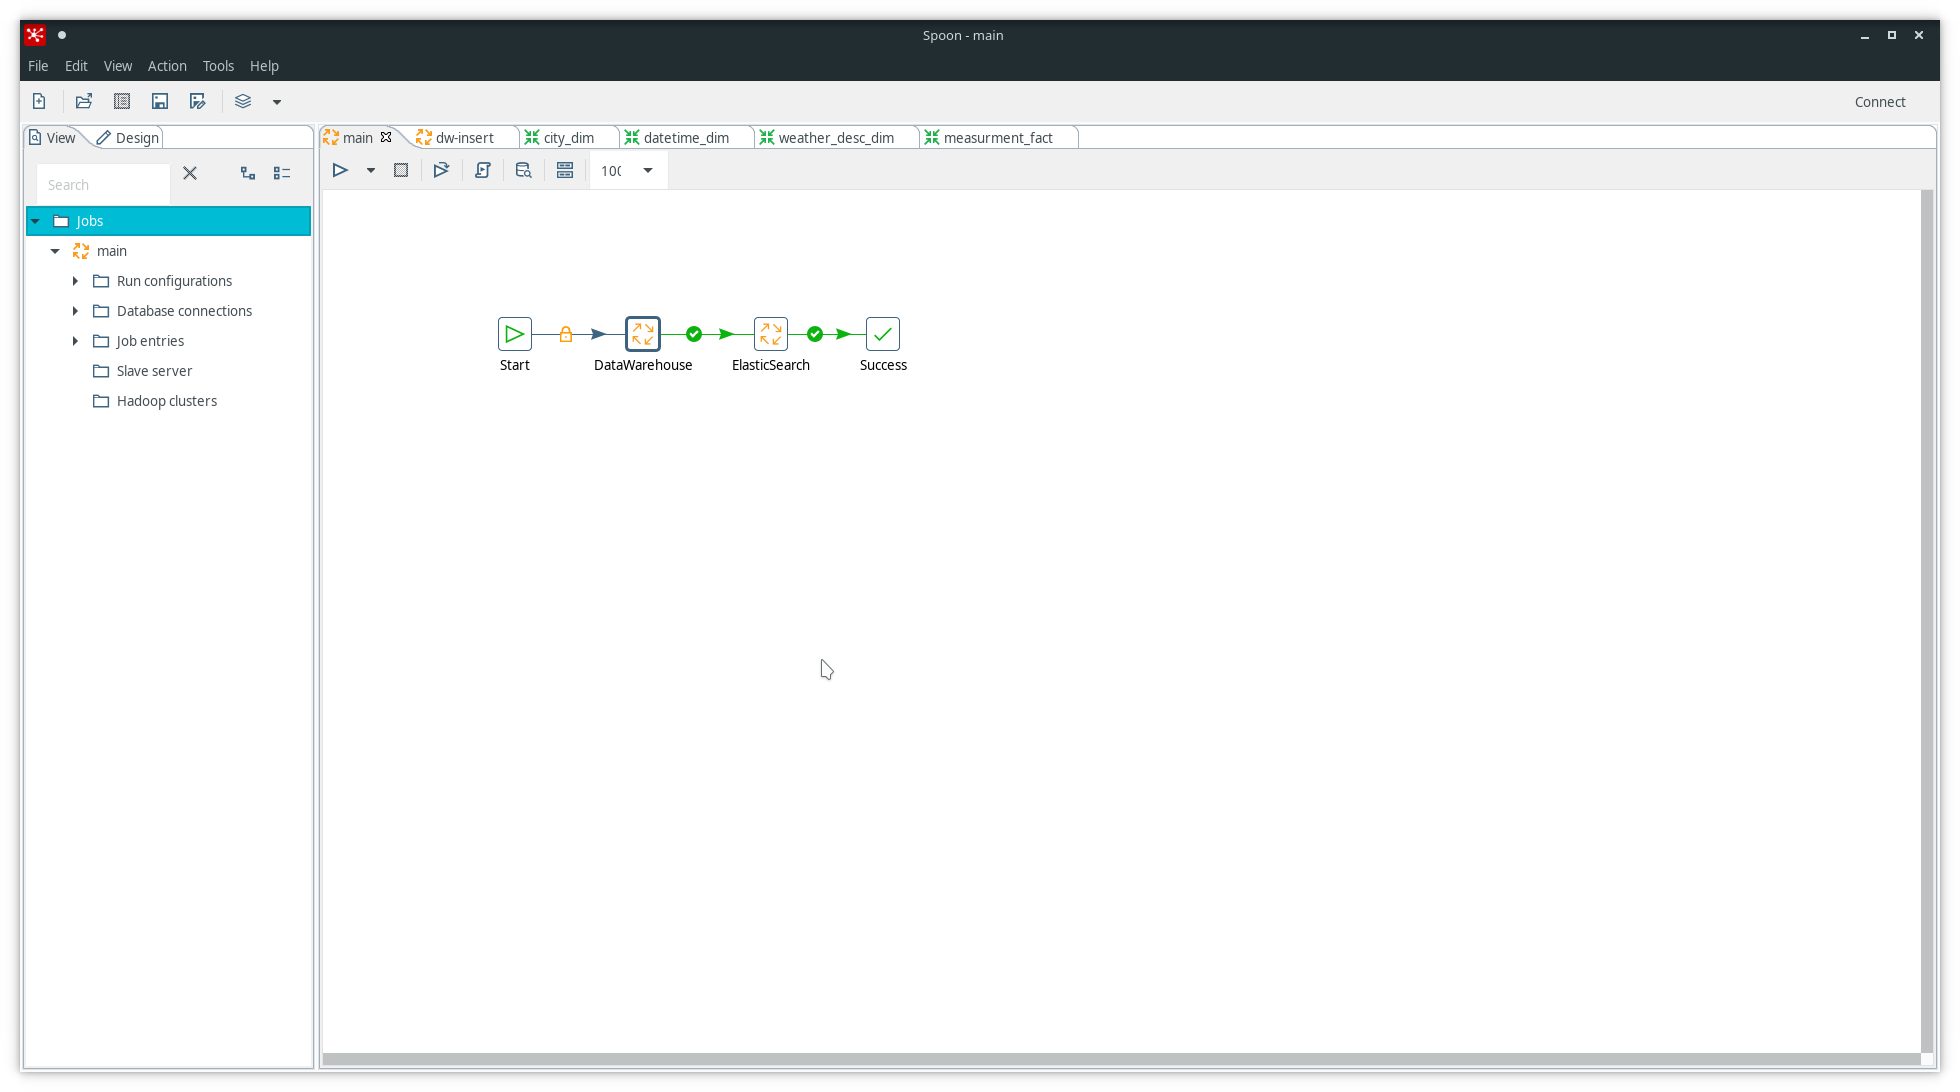 Spoon - main
File Edit View Action Tools Help
Connect
View Design
main dw-insert city_dim datetime_dim weather_desc_dim measurment_fact
Search
100
Jobs
main
Run configurations
Database connections
Job entries
Slave server
Hadoop clusters
Start DataWarehouse ElasticSearch Success